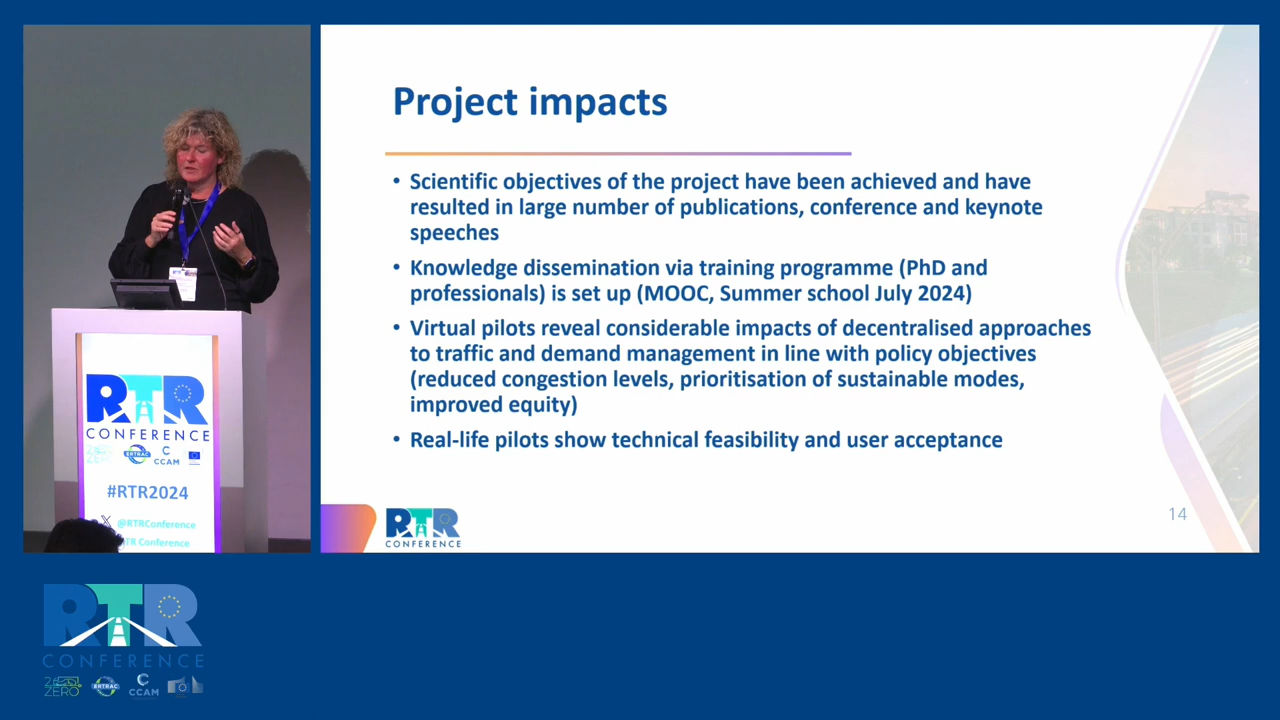 Project impacts
• Scientific objectives of the project have been achieved and have
resulted in large number of publications, conference and keynote
speeches
• Knowledge dissemination via training programme (PhD and
professionals) is set up (MOOC, Summer school July 2024)
• Virtual pilots reveal considerable impacts of decentralised approaches
to traffic and demand management in line with policy objectives
(reduced congestion levels, prioritisation of sustainable modes,
improved equity)
• Real-life pilots show technical feasibility and user acceptance
14
RTR
CONFERENCE
RTR
CONFERENCE
ERTRAC
CCAM
#RTR2024
@RTRConference
RTR Conference
RTR
CONFERENCE
2ZERO
ERTRAC
CCAM